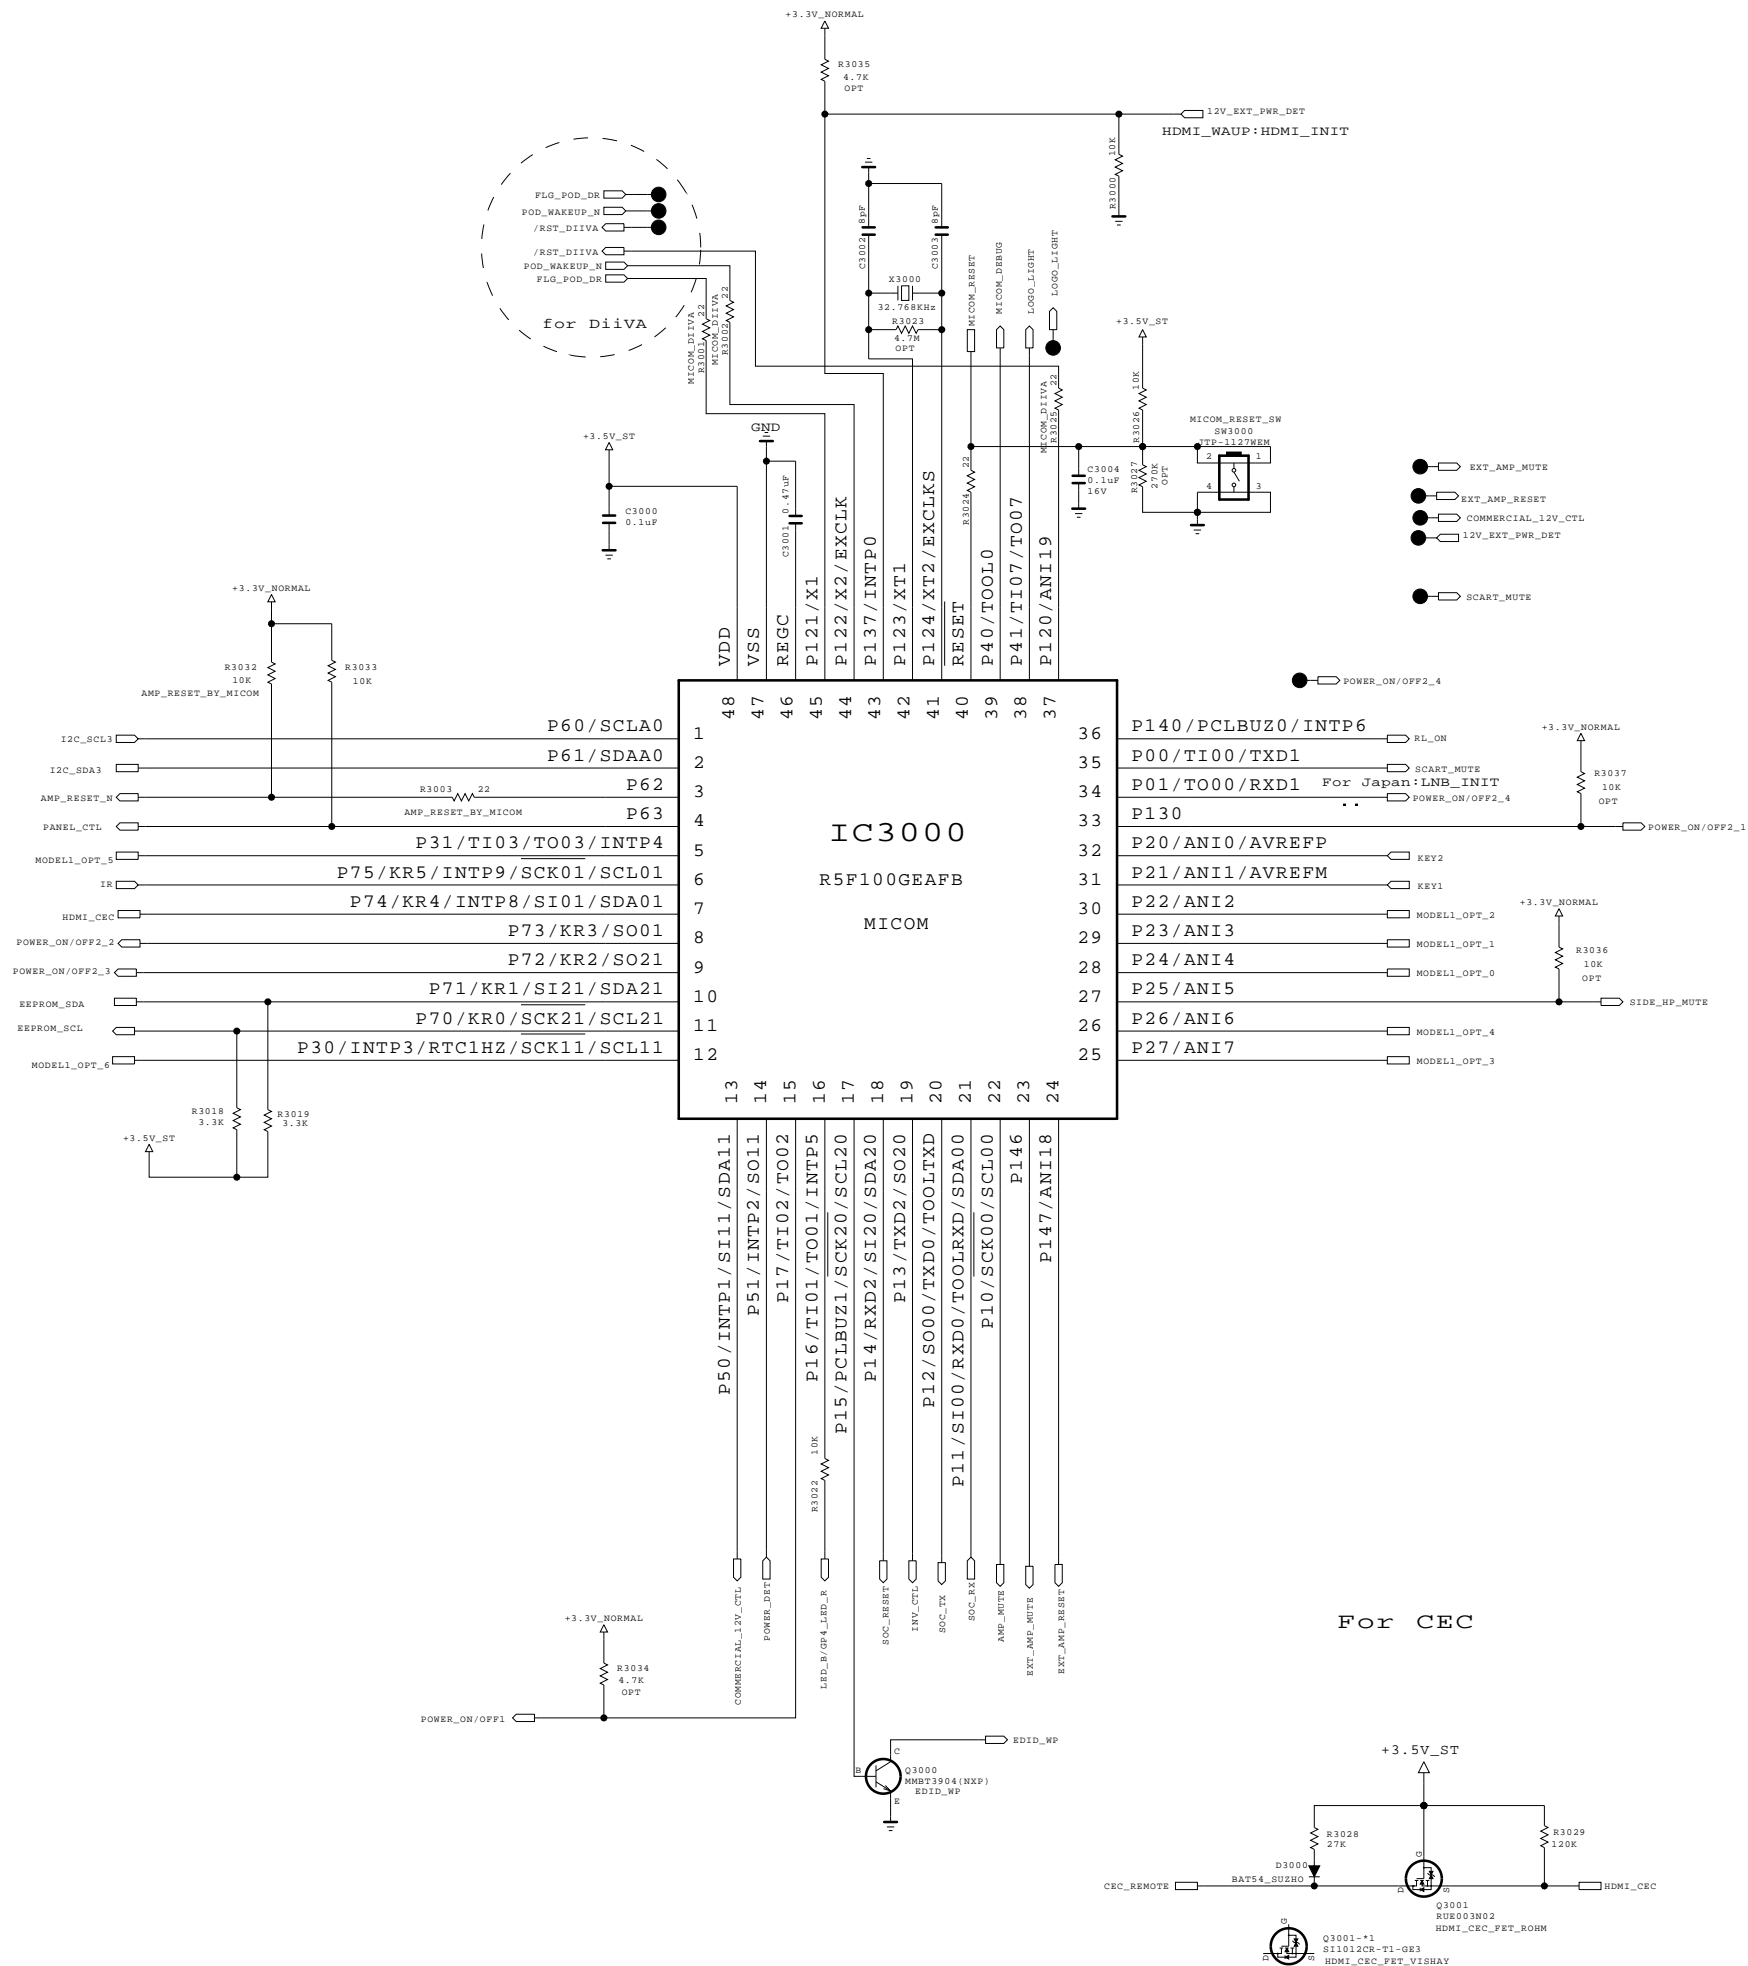 +3.3V_NORMAL
R3035
4.7K
OPT
12V_EXT_PWR_DET
HDMI_WAUP:HDMI_INIT
R3000
10K
FLG_POD_DR
POD_WAKEUP_N
/RST_DIIVA
/RST_DIIVA
POD_WAKEUP_N
FLG_POD_DR
for DiiVA
MICOM_DIIVA
R3001
22
MICOM_DIIVA
R3002
22
C3002
8pF
C3003
8pF
X3000
32.768KHz
R3023
4.7M
OPT
MICOM_RESET
MICOM_DEBUG
LOGO_LIGHT
LOGO_LIGHT
MICOM_DIIVA
R3025
22
+3.5V_ST
R3026
10K
R3027
270K
OPT
MICOM_RESET_SW
SW3000
JTP-1127WEM
2
1
4
3
C3004
0.1uF
16V
R3024
22
+3.5V_ST
C3000
0.1uF
GND
C3001
0.47uF
EXT_AMP_MUTE
EXT_AMP_RESET
COMMERCIAL_12V_CTL
12V_EXT_PWR_DET
SCART_MUTE
POWER_ON/OFF2_4
VDD
VSS
REGC
P121/X1
P122/X2/EXCLK
P137/INTP0
P123/XT1
P124/XT2/EXCLKS
RESET
P40/TOOL0
P41/TI07/TO07
P120/ANI19
48
47
46
45
44
43
42
41
40
39
38
37
+3.3V_NORMAL
R3032
10K
AMP_RESET_BY_MICOM
R3033
10K
I2C_SCL3
P60/SCLA0
1
I2C_SDA3
P61/SDAA0
2
AMP_RESET_N
R3003
22
AMP_RESET_BY_MICOM
P62
3
PANEL_CTL
P63
4
MODEL1_OPT_5
P31/TI03/TO03/INTP4
5
IR
P75/KR5/INTP9/SCK01/SCL01
6
HDMI_CEC
P74/KR4/INTP8/SI01/SDA01
7
POWER_ON/OFF2_2
P73/KR3/SO01
8
POWER_ON/OFF2_3
P72/KR2/SO21
9
EEPROM_SDA
P71/KR1/SI21/SDA21
10
EEPROM_SCL
P70/KR0/SCK21/SCL21
11
MODEL1_OPT_6
P30/INTP3/RTC1HZ/SCK11/SCL11
12
R3018
3.3K
R3019
3.3K
+3.5V_ST
IC3000
R5F100GEAFB
MICOM
36
P140/PCLBUZ0/INTP6
RL_ON
35
P00/TI00/TXD1
SCART_MUTE
For Japan:LNB_INIT
34
P01/TO00/RXD1
POWER_ON/OFF2_4
33
P130
POWER_ON/OFF2_1
+3.3V_NORMAL
R3037
10K
OPT
32
P20/ANI0/AVREFP
KEY2
31
P21/ANI1/AVREFM
KEY1
30
P22/ANI2
MODEL1_OPT_2
29
P23/ANI3
MODEL1_OPT_1
28
P24/ANI4
MODEL1_OPT_0
27
P25/ANI5
SIDE_HP_MUTE
+3.3V_NORMAL
R3036
10K
OPT
26
P26/ANI6
MODEL1_OPT_4
25
P27/ANI7
MODEL1_OPT_3
13
14
15
16
17
18
19
20
21
22
23
24
P50/INTP1/SI11/SDA11
P51/INTP2/SO11
P17/TI02/TO02
P16/TI01/TO01/INTP5
P15/PCLBUZ1/SCK20/SCL20
P14/RXD2/SI20/SDA20
P13/TXD2/SO20
P12/SO00/TXD0/TOOLTXD
P11/SI00/RXD0/TOOLRXD/SDA00
P10/SCK00/SCL00
P146
P147/ANI18
R3022
10K
COMMERCIAL_12V_CTL
POWER_DET
LED_B/GP4_LED_R
SOC_RESET
INV_CTL
SOC_TX
SOC_RX
AMP_MUTE
EXT_AMP_MUTE
EXT_AMP_RESET
+3.3V_NORMAL
R3034
4.7K
OPT
POWER_ON/OFF1
EDID_WP
C
B
E
Q3000
MMBT3904(NXP)
EDID_WP
For CEC
+3.5V_ST
R3028
27K
R3029
120K
D3000
BAT54_SUZHO
CEC_REMOTE
G
D
S
HDMI_CEC
Q3001
RUE003N02
HDMI_CEC_FET_ROHM
G
D
S
Q3001-*1
SI1012CR-T1-GE3
HDMI_CEC_FET_VISHAY